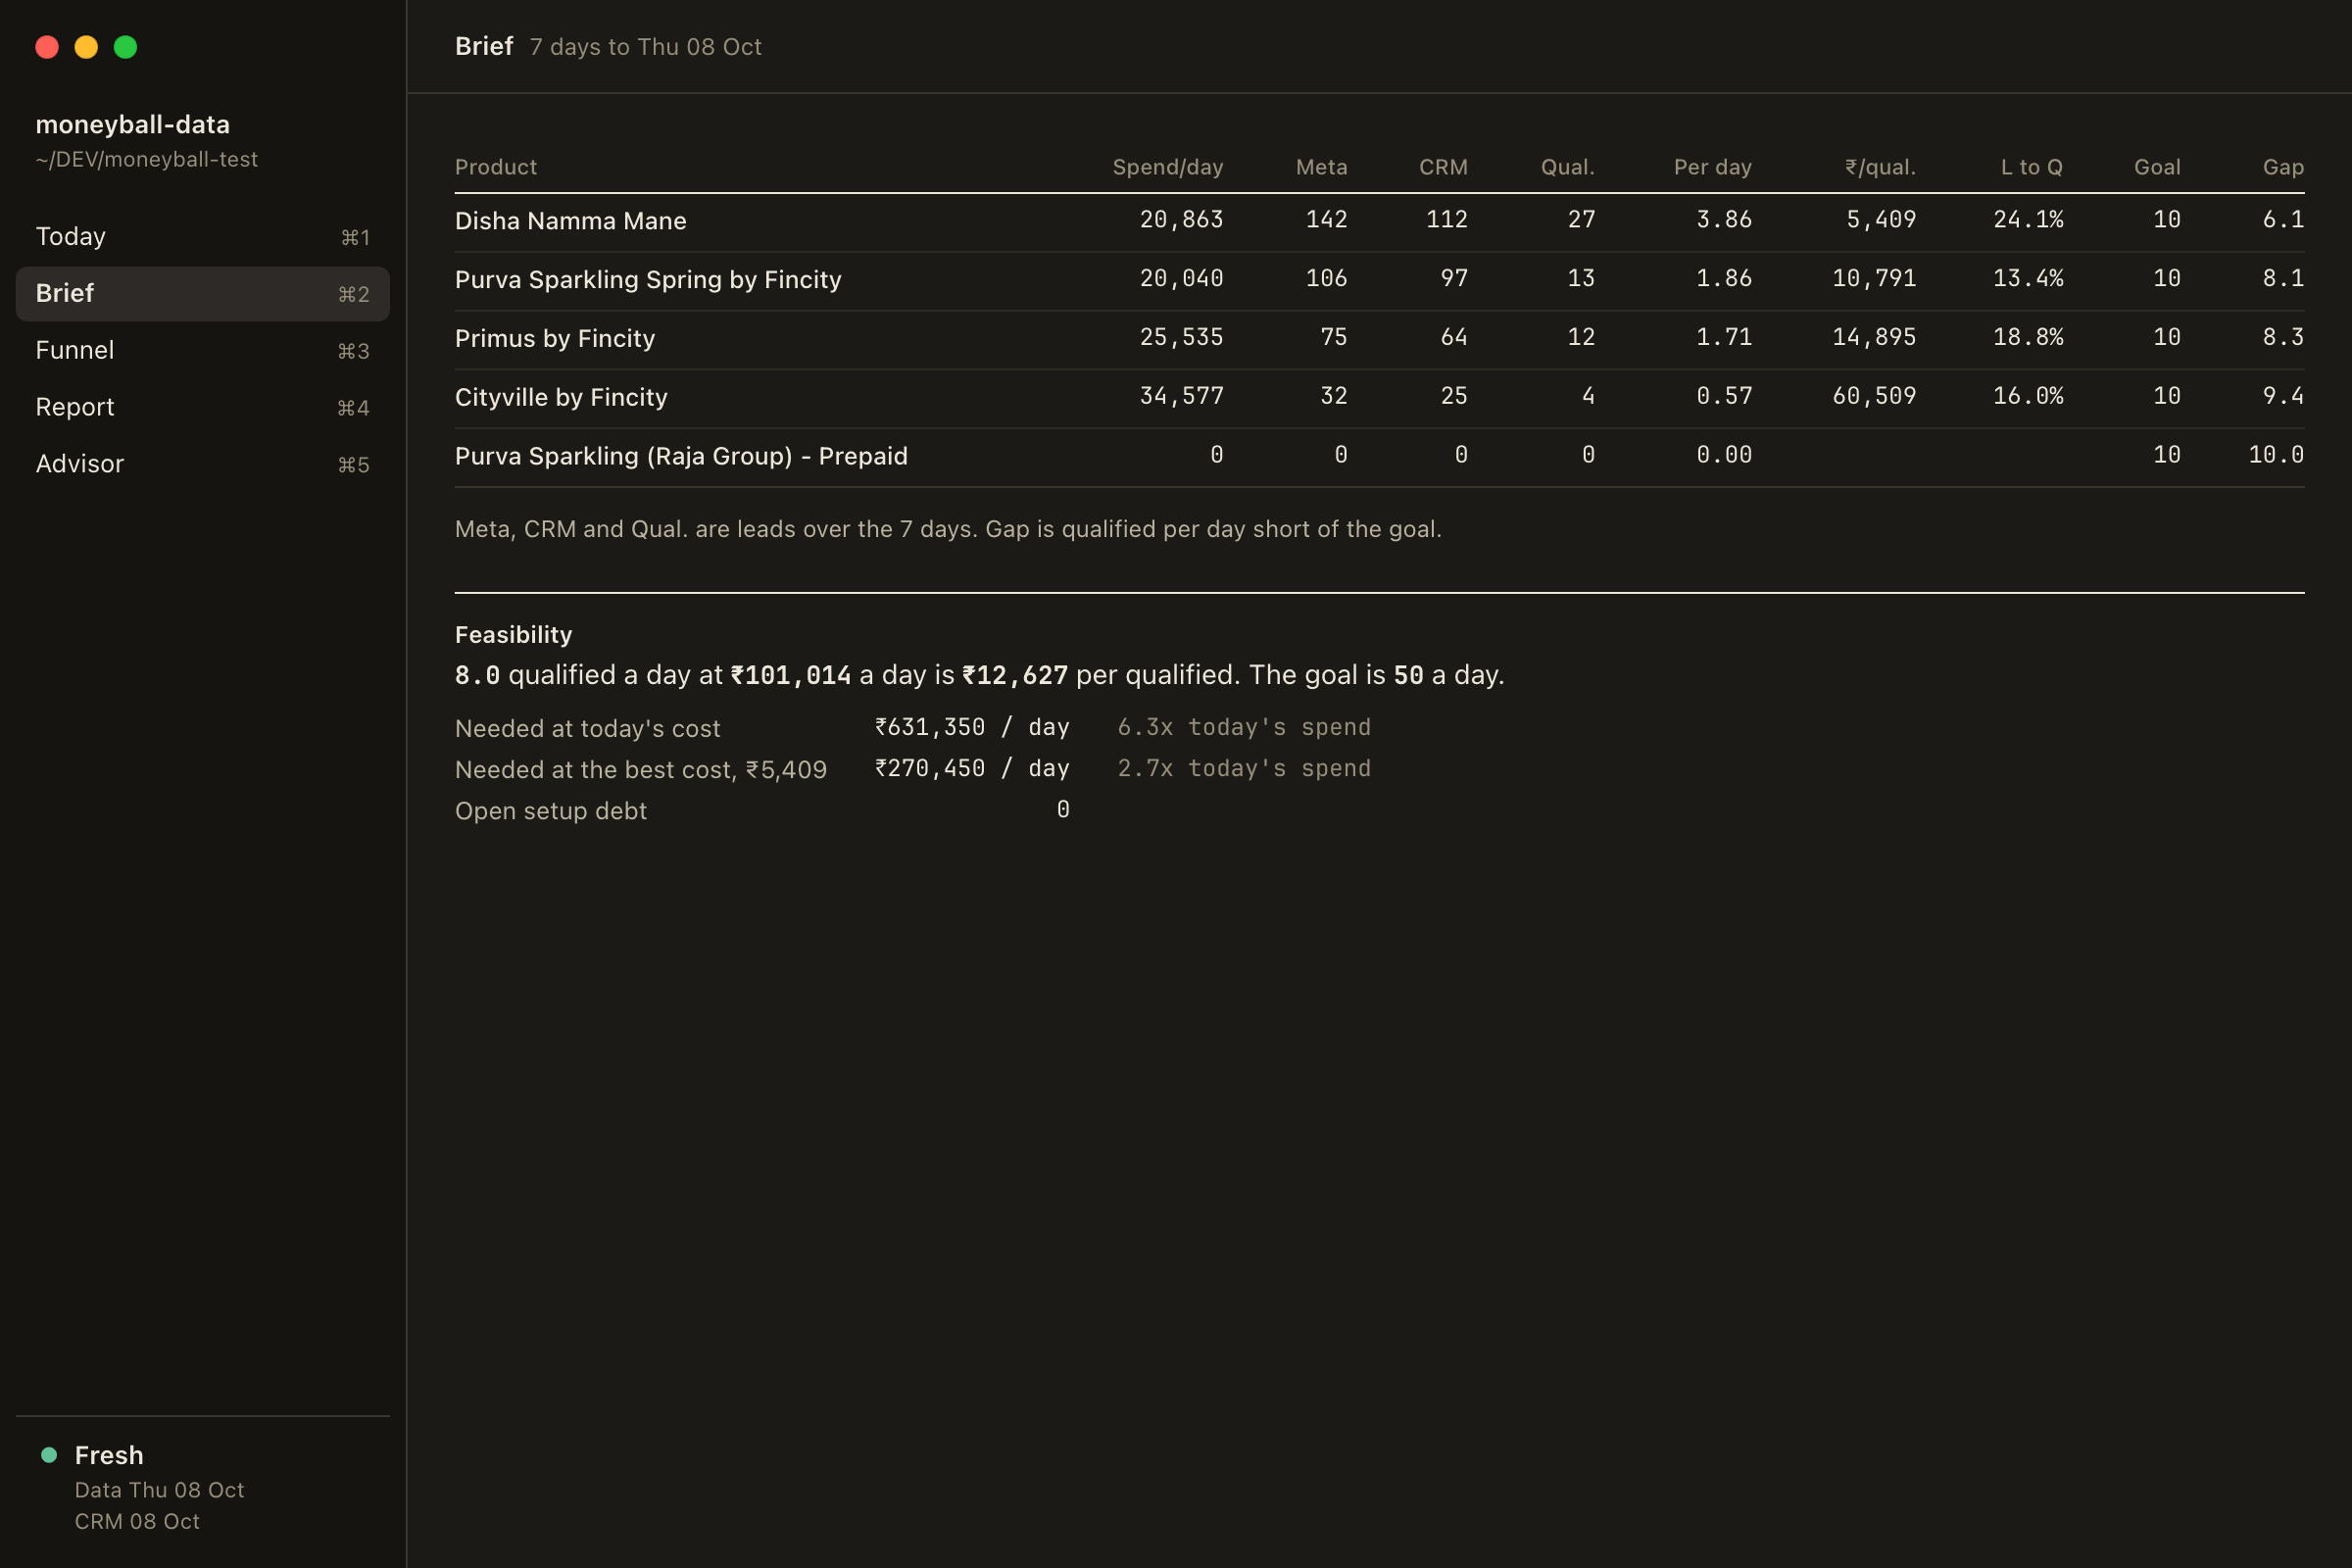 moneyball-data
~/DEV/moneyball-test
Today ⌘1
Brief ⌘2
Funnel ⌘3
Report ⌘4
Advisor ⌘5
Fresh
Data Thu 08 Oct
CRM 08 Oct
Brief 7 days to Thu 08 Oct
Product Spend/day Meta CRM Qual. Per day ₹/qual. L to Q Goal Gap
Disha Namma Mane 20,863 142 112 27 3.86 5,409 24.1% 10 6.1
Purva Sparkling Spring by Fincity 20,040 106 97 13 1.86 10,791 13.4% 10 8.1
Primus by Fincity 25,535 75 64 12 1.71 14,895 18.8% 10 8.3
Cityville by Fincity 34,577 32 25 4 0.57 60,509 16.0% 10 9.4
Purva Sparkling (Raja Group) - Prepaid 0 0 0 0 0.00 10 10.0
Meta, CRM and Qual. are leads over the 7 days. Gap is qualified per day short of the goal.
Feasibility
8.0 qualified a day at ₹101,014 a day is ₹12,627 per qualified. The goal is 50 a day.
Needed at today's cost ₹631,350 / day 6.3x today's spend
Needed at the best cost, ₹5,409 ₹270,450 / day 2.7x today's spend
Open setup debt 0